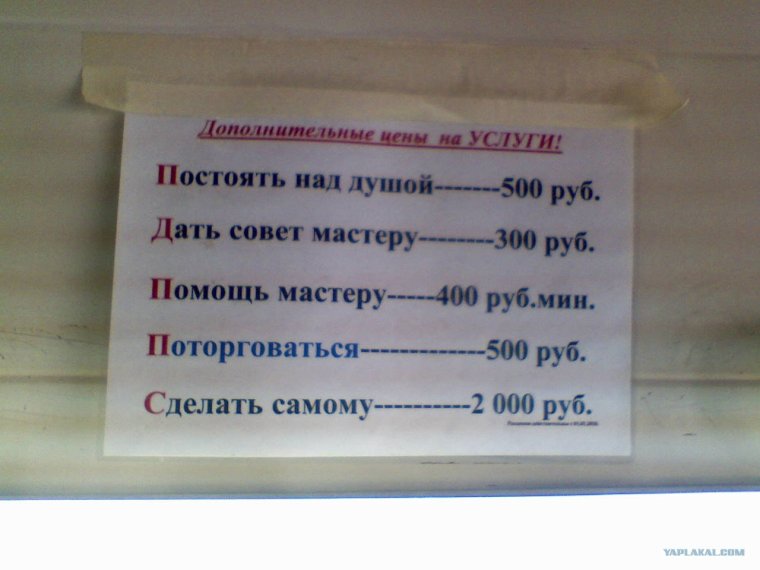 Дополнительные цены на УСЛУГИ!
Постоять над душой-------500 руб.
Дать совет мастеру--------300 руб.
Помощь мастеру-----400 руб.мин.
Поторговаться-------------500 руб.
Сделать самому----------2 000 руб.
YAPLAKAL.COM